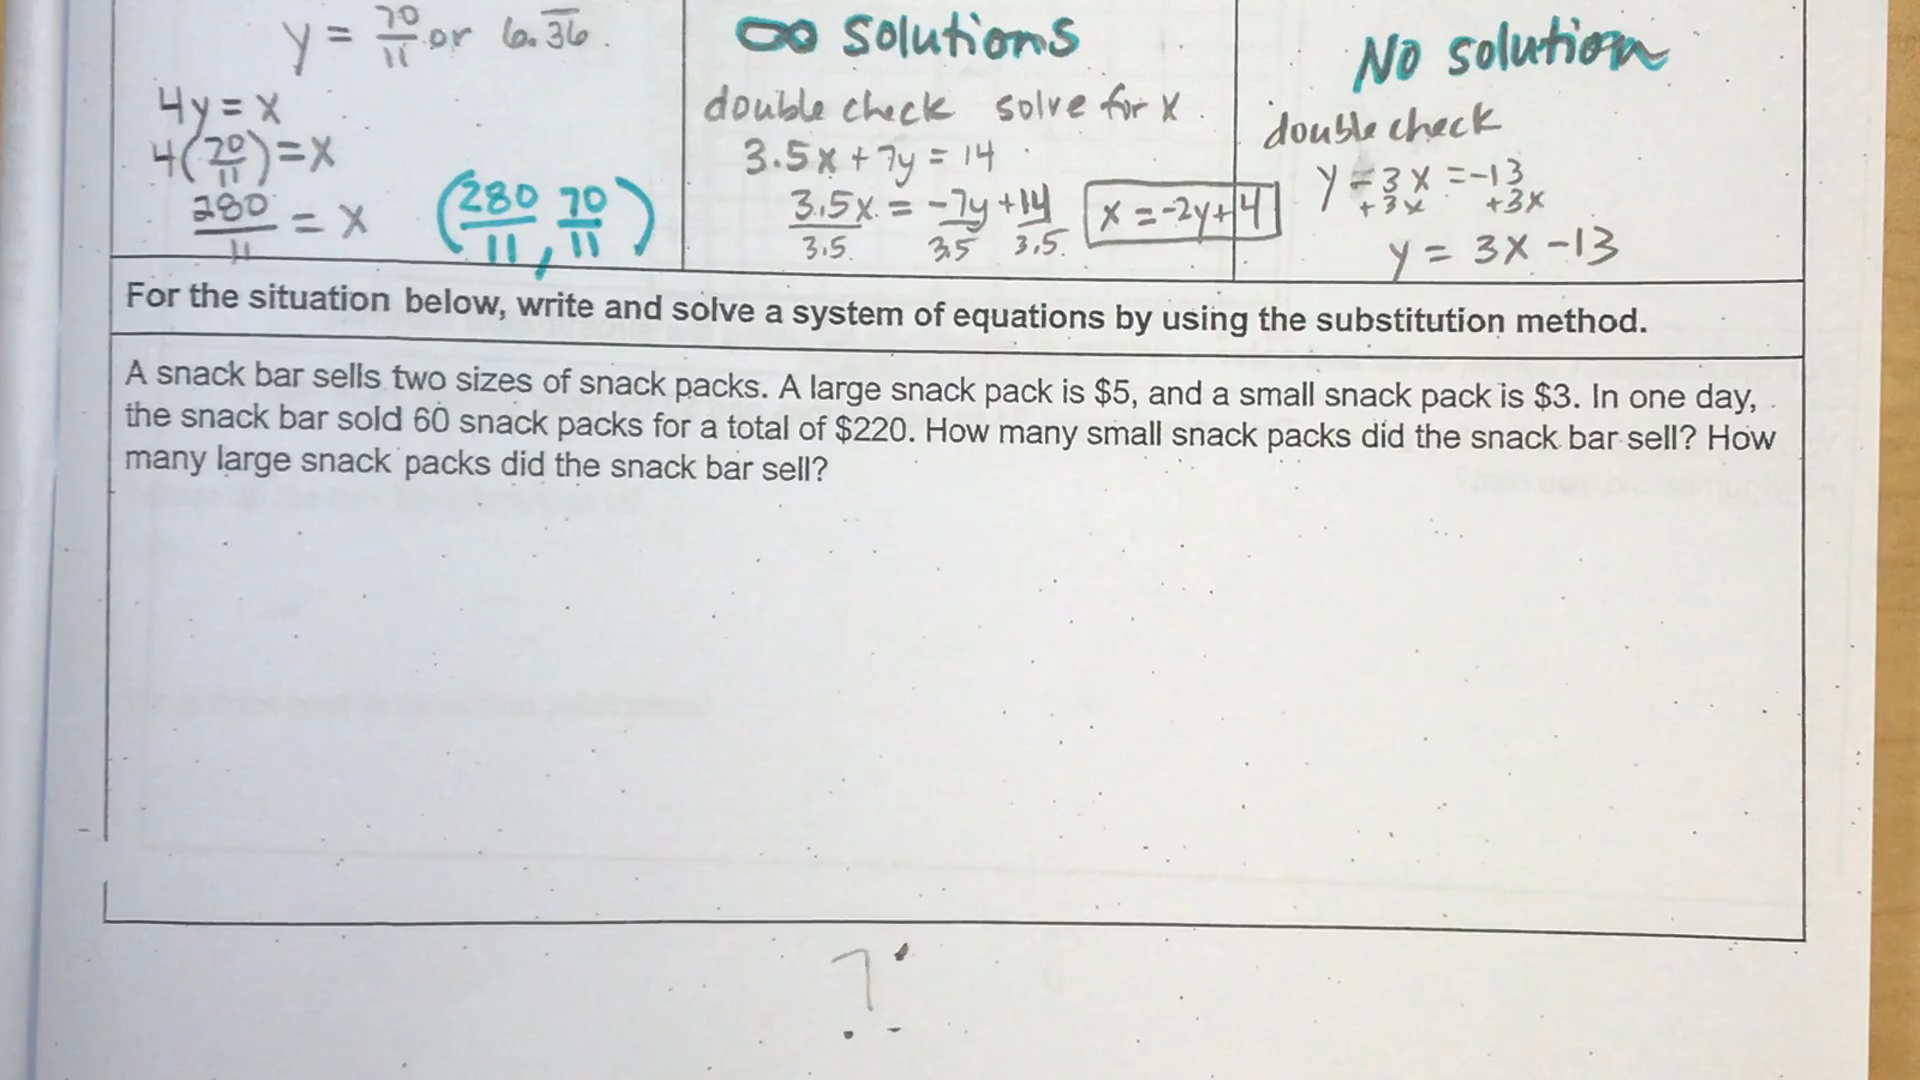 y = 70/11 or 6.3̅6̅
4y = x
4(70/11) = x
280/11 = x
(280/11, 70/11)
∞ solutions
double check solve for x
3.5x + 7y = 14
3.5x/3.5 = -7y/3.5 + 14/3.5
x = -2y + 4
No solution
double check
y - 3x = -13
+3x +3x
y = 3x - 13
For the situation below, write and solve a system of equations by using the substitution method.
A snack bar sells two sizes of snack packs. A large snack pack is $5, and a small snack pack is $3. In one day,
the snack bar sold 60 snack packs for a total of $220. How many small snack packs did the snack bar sell? How
many large snack packs did the snack bar sell?